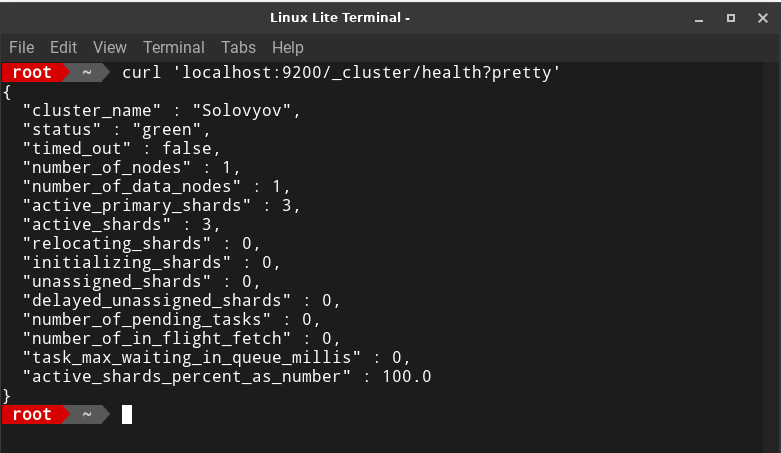 Linux Lite Terminal -
File Edit View Terminal Tabs Help
root ~ curl 'localhost:9200/_cluster/health?pretty'
{
  "cluster_name" : "Solovyov",
  "status" : "green",
  "timed_out" : false,
  "number_of_nodes" : 1,
  "number_of_data_nodes" : 1,
  "active_primary_shards" : 3,
  "active_shards" : 3,
  "relocating_shards" : 0,
  "initializing_shards" : 0,
  "unassigned_shards" : 0,
  "delayed_unassigned_shards" : 0,
  "number_of_pending_tasks" : 0,
  "number_of_in_flight_fetch" : 0,
  "task_max_waiting_in_queue_millis" : 0,
  "active_shards_percent_as_number" : 100.0
}
root ~